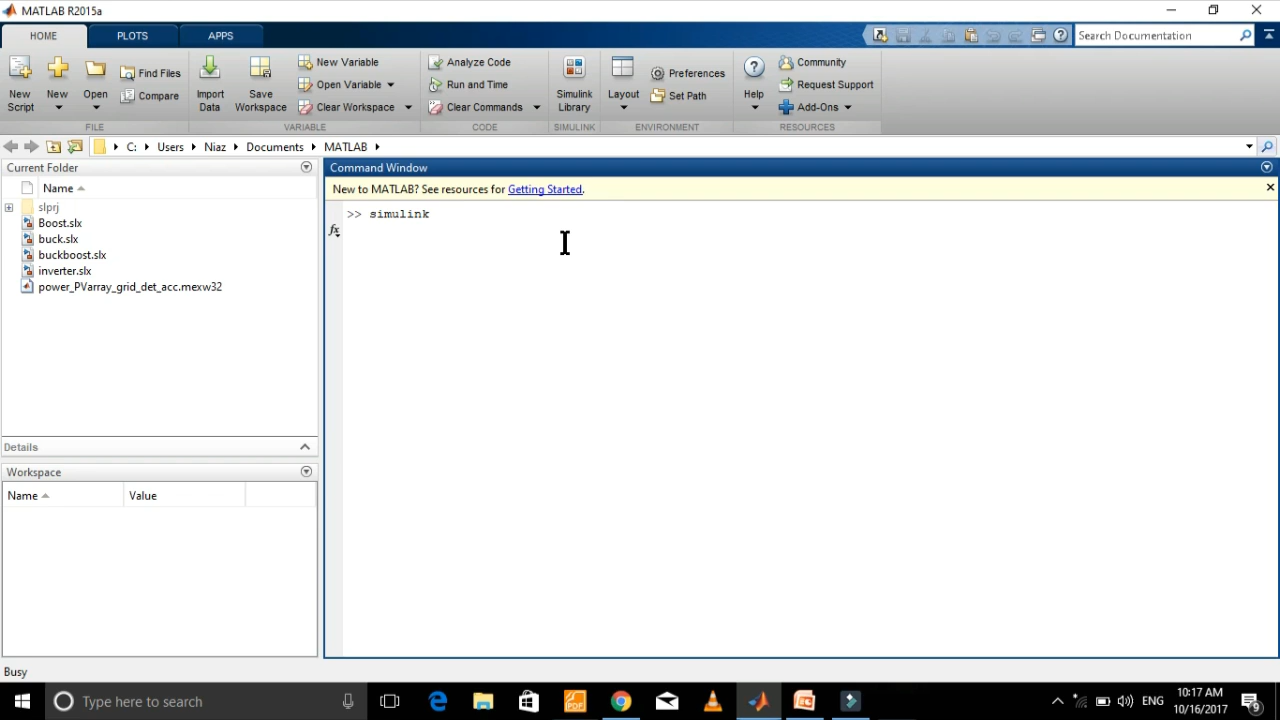 MATLAB R2015a
HOME PLOTS APPS
Search Documentation
New Script
New
Open
Find Files
Compare
FILE
Import Data
Save Workspace
New Variable
Open Variable
Clear Workspace
VARIABLE
Analyze Code
Run and Time
Clear Commands
CODE
Simulink Library
SIMULINK
Layout
Preferences
Set Path
ENVIRONMENT
Help
Community
Request Support
Add-Ons
RESOURCES
C: Users Niaz Documents MATLAB
Current Folder
Name
slprj
Boost.slx
buck.slx
buckboost.slx
inverter.slx
power_PVarray_grid_det_acc.mexw32
Details
Workspace
Name Value
Command Window
New to MATLAB? See resources for Getting Started.
>> simulink
fx
Busy
Type here to search
PDF
ENG
10:17 AM
10/16/2017
9